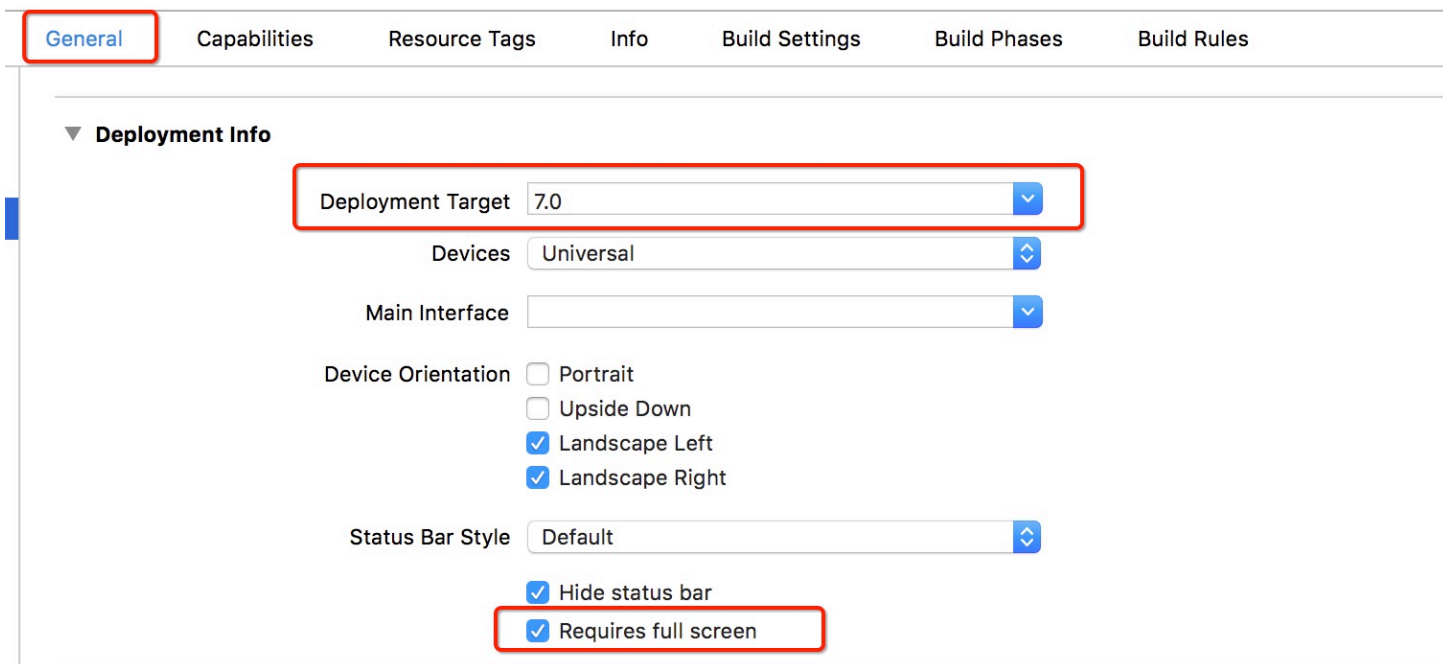 General Capabilities Resource Tags Info Build Settings Build Phases Build Rules
Deployment Info
Deployment Target 7.0
Devices Universal
Main Interface
Device Orientation Portrait
Upside Down
Landscape Left
Landscape Right
Status Bar Style Default
Hide status bar
Requires full screen